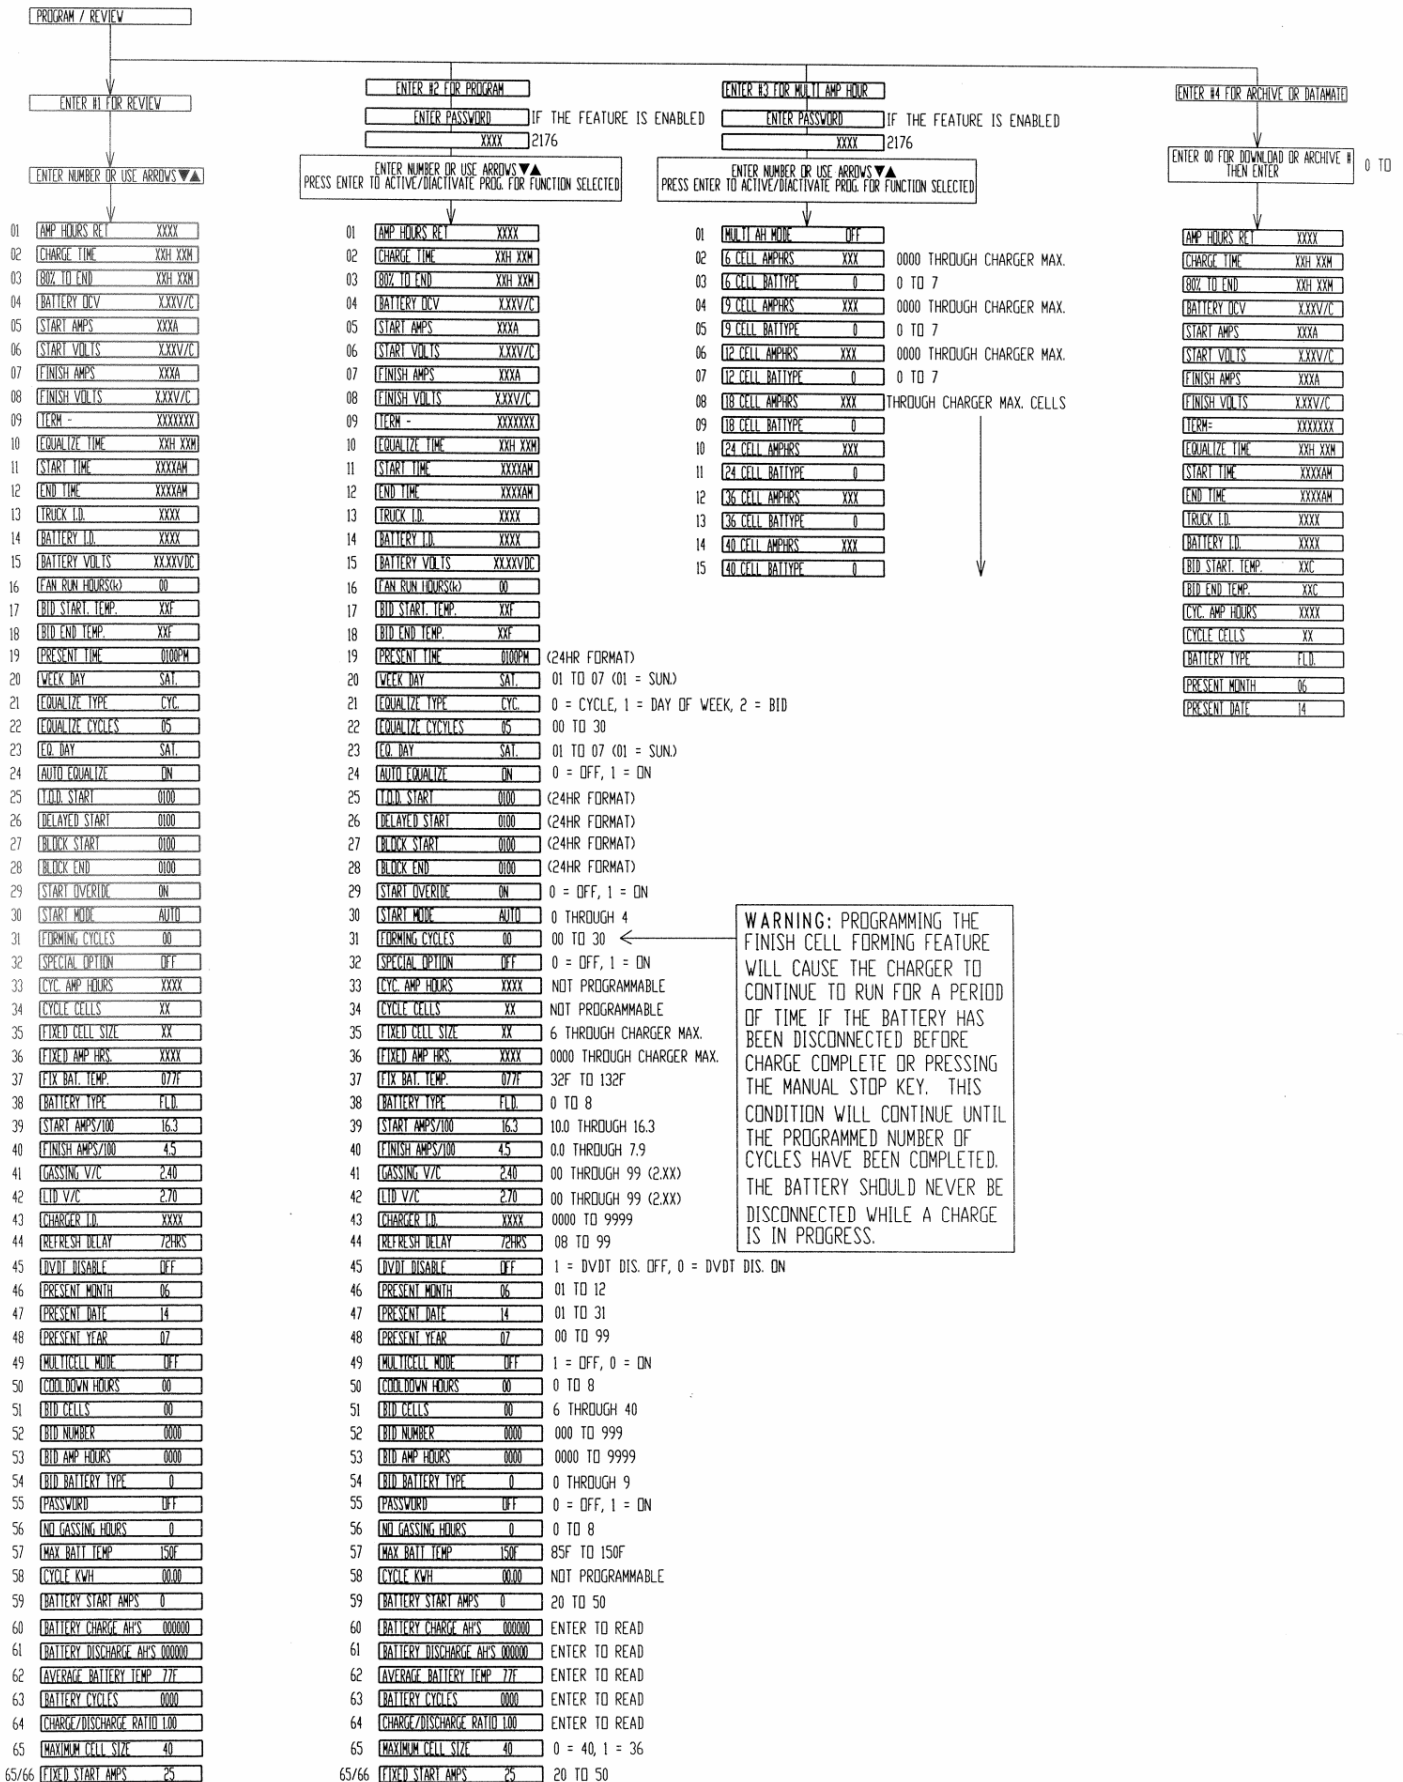 PROGRAM / REVIEW
ENTER #1 FOR REVIEW
ENTER NUMBER OR USE ARROWS▼▲
01 AMP HOURS RET XXXX
02 CHARGE TIME XXH XXM
03 80% TO END XXH XXM
04 BATTERY OCV X.XXV/C
05 START AMPS XXXA
06 START VOLTS X.XXV/C
07 FINISH AMPS XXXA
08 FINISH VOLTS X.XXV/C
09 TERM - XXXXXXX
10 EQUALIZE TIME XXH XXM
11 START TIME XXXXAM
12 END TIME XXXXAM
13 TRUCK I.D. XXXX
14 BATTERY I.D. XXXX
15 BATTERY VOLTS XX.XXVDC
16 FAN RUN HOURS(k) 00
17 BID START. TEMP. XXF
18 BID END TEMP. XXF
19 PRESENT TIME 0100PM
20 WEEK DAY SAT.
21 EQUALIZE TYPE CYC.
22 EQUALIZE CYCLES 05
23 EQ. DAY SAT.
24 AUTO EQUALIZE ON
25 T.O.D. START 0100
26 DELAYED START 0100
27 BLOCK START 0100
28 BLOCK END 0100
29 START OVERIDE ON
30 START MODE AUTO
31 FORMING CYCLES 00
32 SPECIAL OPTION OFF
33 CYC. AMP HOURS XXXX
34 CYCLE CELLS XX
35 FIXED CELL SIZE XX
36 FIXED AMP HRS. XXXX
37 FIX BAT. TEMP. 077F
38 BATTERY TYPE FLD.
39 START AMPS/100 16.3
40 FINISH AMPS/100 4.5
41 GASSING V/C 2.40
42 LID V/C 2.70
43 CHARGER I.D. XXXX
44 REFRESH DELAY 72HRS
45 DVDT DISABLE OFF
46 PRESENT MONTH 06
47 PRESENT DATE 14
48 PRESENT YEAR 07
49 MULTICELL MODE OFF
50 COOLDOWN HOURS 00
51 BID CELLS 00
52 BID NUMBER 0000
53 BID AMP HOURS 0000
54 BID BATTERY TYPE 0
55 PASSWORD OFF
56 NO GASSING HOURS 0
57 MAX BATT TEMP 150F
58 CYCLE KWH 00.00
59 BATTERY START AMPS 0
60 BATTERY CHARGE AH'S 000000
61 BATTERY DISCHARGE AH'S 000000
62 AVERAGE BATTERY TEMP 77F
63 BATTERY CYCLES 0000
64 CHARGE/DISCHARGE RATIO 1.00
65 MAXIMUM CELL SIZE 40
65/66 FIXED START AMPS 25
ENTER #2 FOR PROGRAM
ENTER PASSWORD IF THE FEATURE IS ENABLED
XXXX 2176
ENTER NUMBER OR USE ARROWS ▼▲
PRESS ENTER TO ACTIVE/DIACTIVATE PROG. FOR FUNCTION SELECTED
01 AMP HOURS RET XXXX
02 CHARGE TIME XXH XXM
03 80% TO END XXH XXM
04 BATTERY OCV X.XXV/C
05 START AMPS XXXA
06 START VOLTS X.XXV/C
07 FINISH AMPS XXXA
08 FINISH VOLTS X.XXV/C
09 TERM - XXXXXXX
10 EQUALIZE TIME XXH XXM
11 START TIME XXXXAM
12 END TIME XXXXAM
13 TRUCK I.D. XXXX
14 BATTERY I.D. XXXX
15 BATTERY VOLTS XX.XXVDC
16 FAN RUN HOURS(k) 00
17 BID START. TEMP. XXF
18 BID END TEMP. XXF
19 PRESENT TIME 0100PM (24HR FORMAT)
20 WEEK DAY SAT. 01 TO 07 (01 = SUN.)
21 EQUALIZE TYPE CYC. 0 = CYCLE, 1 = DAY OF WEEK, 2 = BID
22 EQUALIZE CYCYLES 05 00 TO 30
23 EQ. DAY SAT. 01 TO 07 (01 = SUN.)
24 AUTO EQUALIZE ON 0 = OFF, 1 = ON
25 T.O.D. START 0100 (24HR FORMAT)
26 DELAYED START 0100 (24HR FORMAT)
27 BLOCK START 0100 (24HR FORMAT)
28 BLOCK END 0100 (24HR FORMAT)
29 START OVERIDE ON 0 = OFF, 1 = ON
30 START MODE AUTO 0 THROUGH 4
31 FORMING CYCLES 00 00 TO 30
32 SPECIAL OPTION OFF 0 = OFF, 1 = ON
33 CYC. AMP HOURS XXXX NOT PROGRAMMABLE
34 CYCLE CELLS XX NOT PROGRAMMABLE
35 FIXED CELL SIZE XX 6 THROUGH CHARGER MAX.
36 FIXED AMP HRS. XXXX 0000 THROUGH CHARGER MAX.
37 FIX BAT. TEMP. 077F 32F TO 132F
38 BATTERY TYPE FLD. 0 TO 8
39 START AMPS/100 16.3 10.0 THROUGH 16.3
40 FINISH AMPS/100 4.5 0.0 THROUGH 7.9
41 GASSING V/C 2.40 00 THROUGH 99 (2.XX)
42 LID V/C 2.70 00 THROUGH 99 (2.XX)
43 CHARGER I.D. XXXX 0000 TO 9999
44 REFRESH DELAY 72HRS 08 TO 99
45 DVDT DISABLE OFF 1 = DVDT DIS. OFF, 0 = DVDT DIS. ON
46 PRESENT MONTH 06 01 TO 12
47 PRESENT DATE 14 01 TO 31
48 PRESENT YEAR 07 00 TO 99
49 MULTICELL MODE OFF 1 = OFF, 0 = ON
50 COOLDOWN HOURS 00 0 TO 8
51 BID CELLS 00 6 THROUGH 40
52 BID NUMBER 0000 000 TO 999
53 BID AMP HOURS 0000 0000 TO 9999
54 BID BATTERY TYPE 0 0 THROUGH 9
55 PASSWORD OFF 0 = OFF, 1 = ON
56 NO GASSING HOURS 0 0 TO 8
57 MAX BATT TEMP 150F 85F TO 150F
58 CYCLE KWH 00.00 NOT PROGRAMMABLE
59 BATTERY START AMPS 0 20 TO 50
60 BATTERY CHARGE AH'S 000000 ENTER TO READ
61 BATTERY DISCHARGE AH'S 000000 ENTER TO READ
62 AVERAGE BATTERY TEMP 77F ENTER TO READ
63 BATTERY CYCLES 0000 ENTER TO READ
64 CHARGE/DISCHARGE RATIO 1.00 ENTER TO READ
65 MAXIMUM CELL SIZE 40 0 = 40, 1 = 36
65/66 FIXED START AMPS 25 20 TO 50
ENTER #3 FOR MULTI AMP HOUR
ENTER PASSWORD IF THE FEATURE IS ENABLED
XXXX 2176
ENTER NUMBER OR USE ARROWS ▼▲
PRESS ENTER TO ACTIVE/DIACTIVATE PROG. FOR FUNCTION SELECTED
01 MULTI AH MODE OFF
02 6 CELL AMPHRS XXX 0000 THROUGH CHARGER MAX.
03 6 CELL BATTYPE 0 0 TO 7
04 9 CELL AMPHRS XXX 0000 THROUGH CHARGER MAX.
05 9 CELL BATTYPE 0 0 TO 7
06 12 CELL AMPHRS XXX 0000 THROUGH CHARGER MAX.
07 12 CELL BATTYPE 0 0 TO 7
08 18 CELL AMPHRS XXX THROUGH CHARGER MAX. CELLS
09 18 CELL BATTYPE 0
10 24 CELL AMPHRS XXX
11 24 CELL BATTYPE 0
12 36 CELL AMPHRS XXX
13 36 CELL BATTYPE 0
14 40 CELL AMPHRS XXX
15 40 CELL BATTYPE 0
WARNING: PROGRAMMING THE
FINISH CELL FORMING FEATURE
WILL CAUSE THE CHARGER TO
CONTINUE TO RUN FOR A PERIOD
OF TIME IF THE BATTERY HAS
BEEN DISCONNECTED BEFORE
CHARGE COMPLETE OR PRESSING
THE MANUAL STOP KEY. THIS
CONDITION WILL CONTINUE UNTIL
THE PROGRAMMED NUMBER OF
CYCLES HAVE BEEN COMPLETED.
THE BATTERY SHOULD NEVER BE
DISCONNECTED WHILE A CHARGE
IS IN PROGRESS.
ENTER #4 FOR ARCHIVE OR DATAMATE
ENTER 00 FOR DOWNLOAD OR ARCHIVE # 0 TO
THEN ENTER
AMP HOURS RET XXXX
CHARGE TIME XXH XXM
80% TO END XXH XXM
BATTERY OCV X.XXV/C
START AMPS XXXA
START VOLTS X.XXV/C
FINISH AMPS XXXA
FINISH VOLTS X.XXV/C
TERM= XXXXXXX
EQUALIZE TIME XXH XXM
START TIME XXXXAM
END TIME XXXXAM
TRUCK I.D. XXXX
BATTERY I.D. XXXX
BID START. TEMP. XXC
BID END TEMP. XXC
CYC. AMP HOURS XXXX
CYCLE CELLS XX
BATTERY TYPE FLD.
PRESENT MONTH 06
PRESENT DATE 14